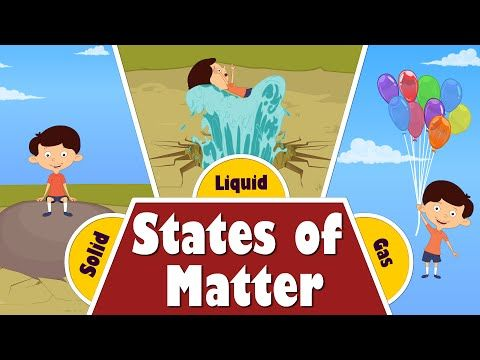 Solid
Liquid
Gas
States of
Matter